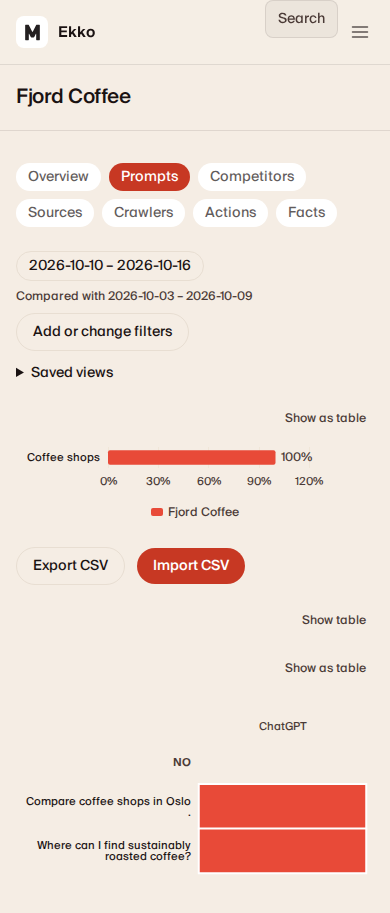 Search
M Ekko
Fjord Coffee
Overview Prompts Competitors
Sources Crawlers Actions Facts
2026-10-10 – 2026-10-16
Compared with 2026-10-03 – 2026-10-09
Add or change filters
Saved views
Show as table
Coffee shops 100%
0% 30% 60% 90% 120%
Fjord Coffee
Export CSV Import CSV
Show table
Show as table
ChatGPT
NO
Compare coffee shops in Oslo
.
Where can I find sustainably
roasted coffee?